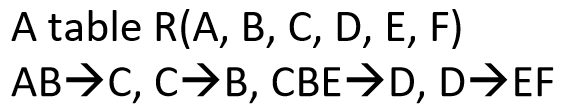 A table R(A, B, C, D, E, F)
AB→C, C→B, CBE→D, D→EF